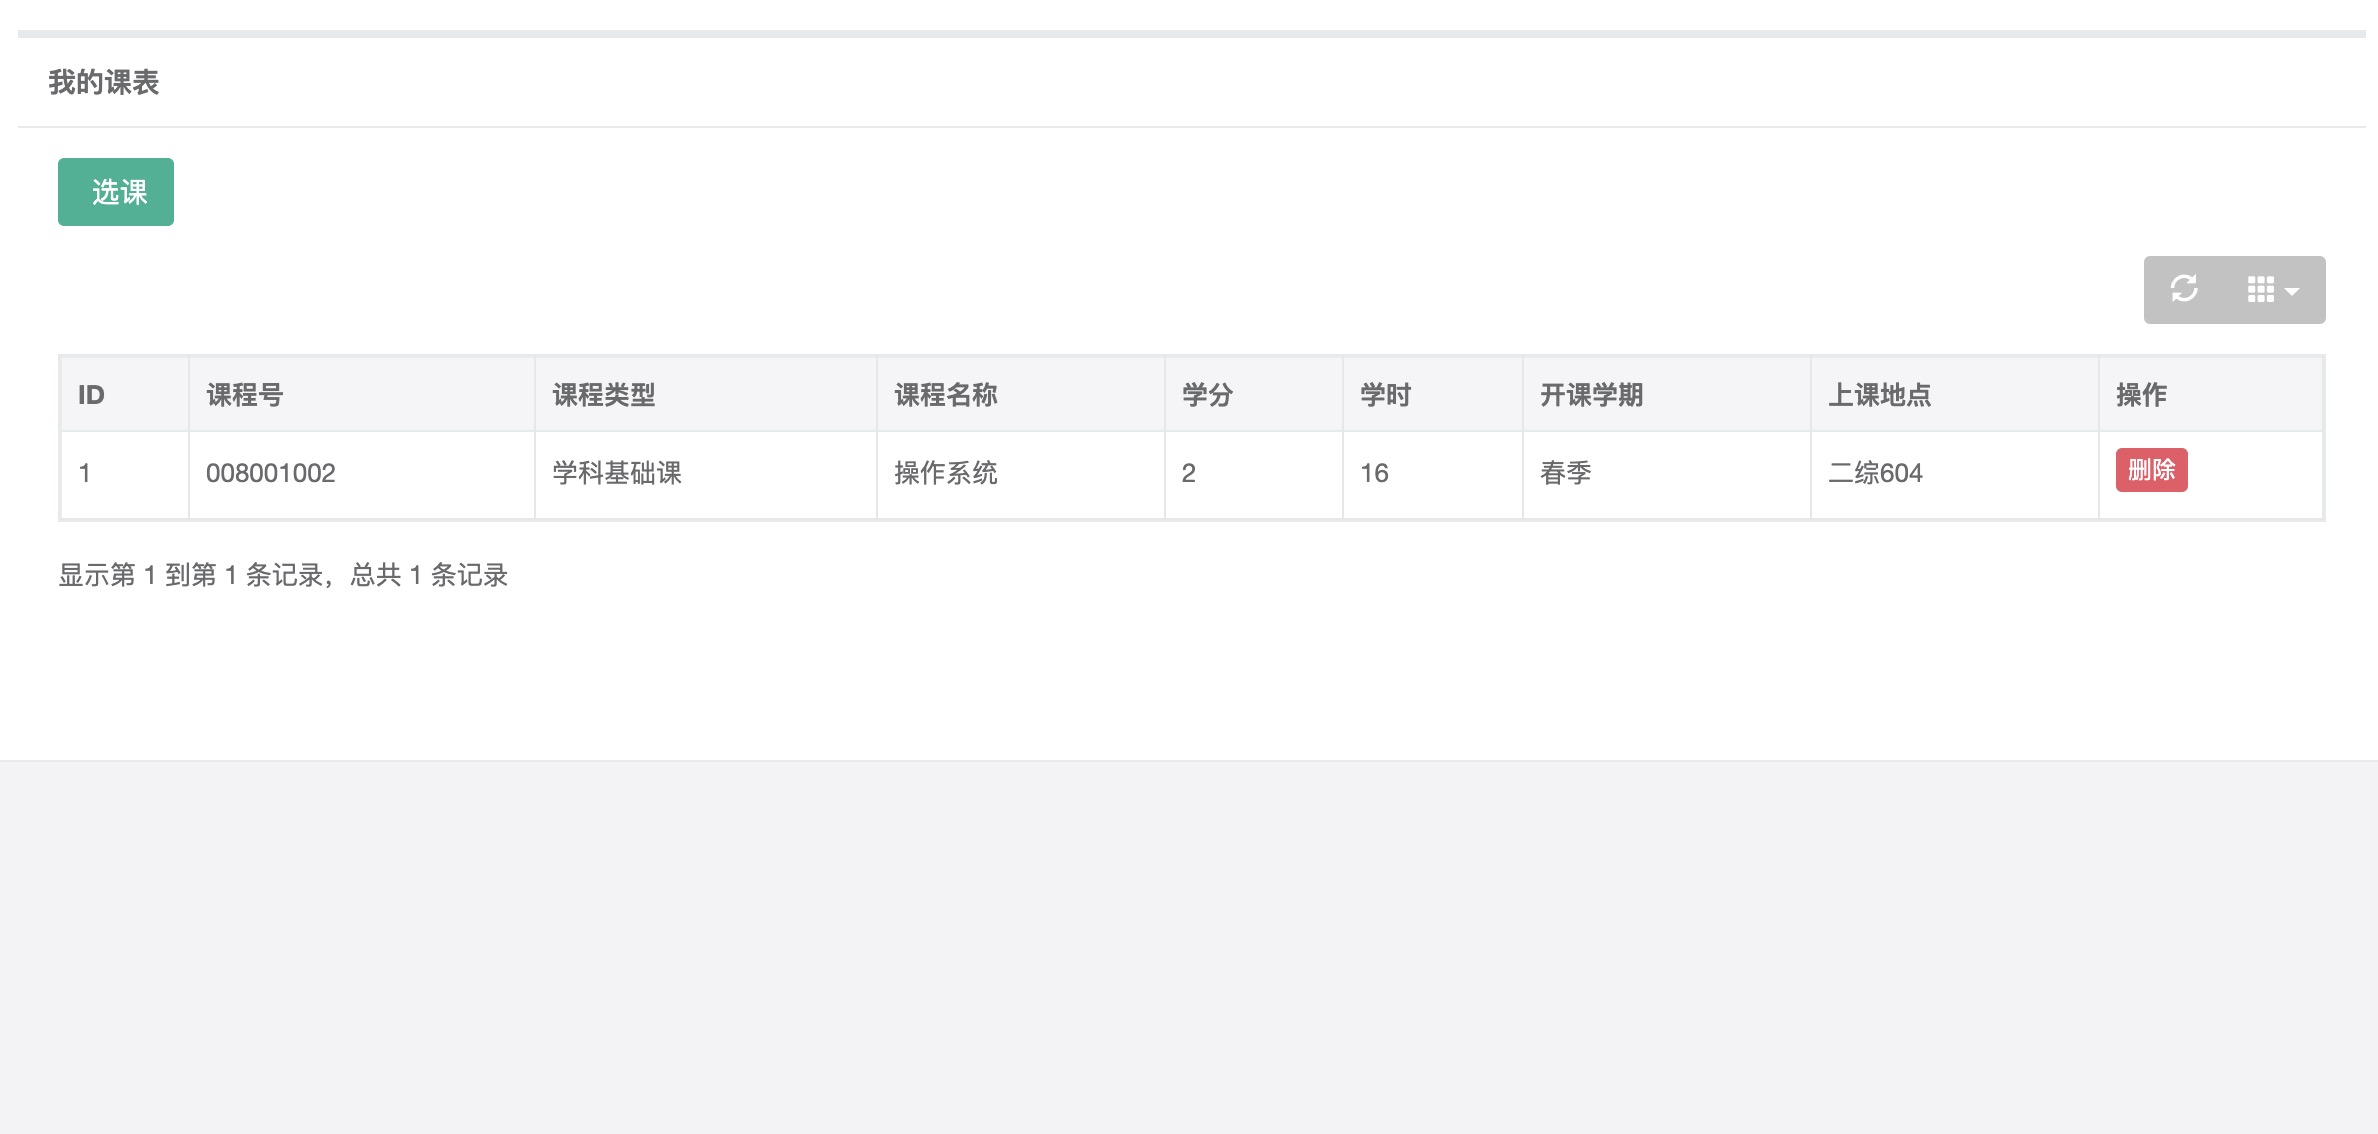 我的课表
选课
ID 课程号 课程类型 课程名称 学分 学时 开课学期 上课地点 操作
1 008001002 学科基础课 操作系统 2 16 春季 二综604 删除
显示第 1 到第 1 条记录，总共 1 条记录